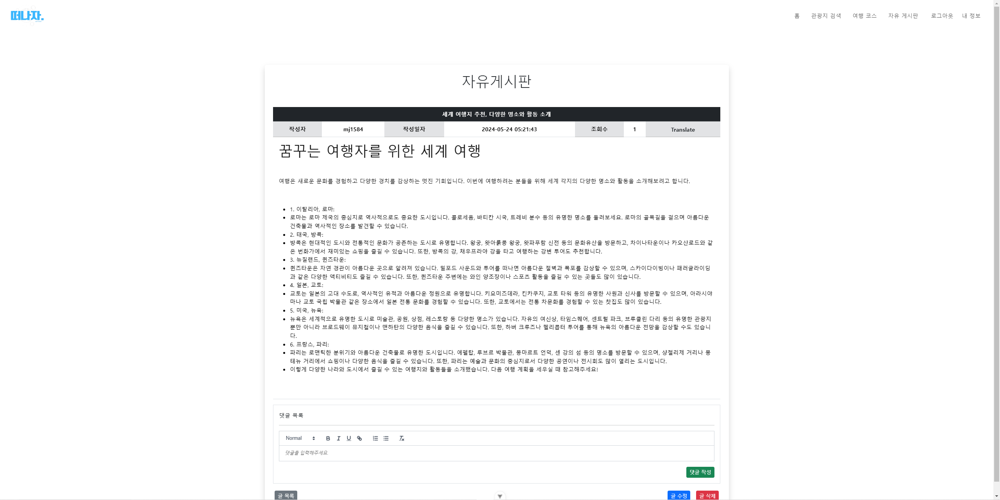 떠나자.
홈 관광지 검색 여행 코스 자유 게시판 로그아웃 내 정보
자유게시판
세계 여행지 추천, 다양한 명소와 활동 소개
작성자 mj1584 작성일자 2024-05-24 05:21:43 조회수 1 Translate
꿈꾸는 여행자를 위한 세계 여행
여행은 새로운 문화를 경험하고 다양한 경치를 감상하는 멋진 기회입니다. 이번에 여행하려는 분들을 위해 세계 각지의 다양한 명소와 활동을 소개해보려고 합니다.
• 1. 이탈리아, 로마:
• 로마는 로마 제국의 중심지로 역사적으로도 중요한 도시입니다. 콜로세움, 바티칸 시국, 트레비 분수 등의 유명한 명소를 둘러보세요. 로마의 골목길을 걸으며 아름다운
건축물과 역사적인 장소를 발견할 수 있습니다.
• 2. 태국, 방콕:
• 방콕은 현대적인 도시와 전통적인 문화가 공존하는 도시로 유명합니다. 왕궁, 왓아룱콩 왕궁, 왓파푸람 신전 등의 문화유산을 방문하고, 차이나타운이나 카오산로드와 같
은 번화가에서 재미있는 쇼핑을 즐길 수 있습니다. 또한, 방콕의 강, 채우프라야 강을 타고 여행하는 강변 투어도 추천합니다.
• 3. 뉴질랜드, 퀸즈타운:
• 퀸즈타운은 자연 경관이 아름다운 곳으로 알려져 있습니다. 밀포드 사운드와 투어를 떠나면 아름다운 절벽과 폭포를 감상할 수 있으며, 스카이다이빙이나 패러글라이딩
과 같은 다양한 액티비티도 즐길 수 있습니다. 또한, 퀸즈타운 주변에는 와인 양조장이나 스포츠 활동을 즐길 수 있는 곳들도 많이 있습니다.
• 4. 일본, 교토:
• 교토는 일본의 고대 수도로, 역사적인 유적과 아름다운 정원으로 유명합니다. 키요미즈데라, 킨카쿠지, 교토 타워 등의 유명한 사원과 신사를 방문할 수 있으며, 아라시야
마나 교토 국립 박물관 같은 장소에서 일본 전통 문화를 경험할 수 있습니다. 또한, 교토에서는 전통 차문화를 경험할 수 있는 찻집도 많이 있습니다.
• 5. 미국, 뉴욕:
• 뉴욕은 세계적으로 유명한 도시로 미술관, 공원, 상점, 레스토랑 등 다양한 명소가 있습니다. 자유의 여신상, 타임스퀘어, 센트럴 파크, 브루클린 다리 등의 유명한 관광지
뿐만 아니라 브로드웨이 뮤지컬이나 맨하탄의 다양한 음식을 즐길 수 있습니다. 또한, 하버 크루즈나 헬리콥터 투어를 통해 뉴욕의 아름다운 전망을 감상할 수도 있습니
다.
• 6. 프랑스, 파리:
• 파리는 로맨틱한 분위기와 아름다운 건축물로 유명한 도시입니다. 에펠탑, 루브르 박물관, 몽마르트 언덕, 센 강의 섬 등의 명소를 방문할 수 있으며, 샹젤리제 거리나 몽
테뉴 거리에서 쇼핑이나 다양한 음식을 즐길 수 있습니다. 또한, 파리는 예술과 문화의 중심지로서 다양한 공연이나 전시회도 많이 열리는 도시입니다.
• 이렇게 다양한 나라와 도시에서 즐길 수 있는 여행지와 활동들을 소개했습니다. 다음 여행 계획을 세우실 때 참고해주세요!
댓글 목록
Normal
댓글을 입력해주세요.
댓글 작성
글 목록 글 수정 글 삭제